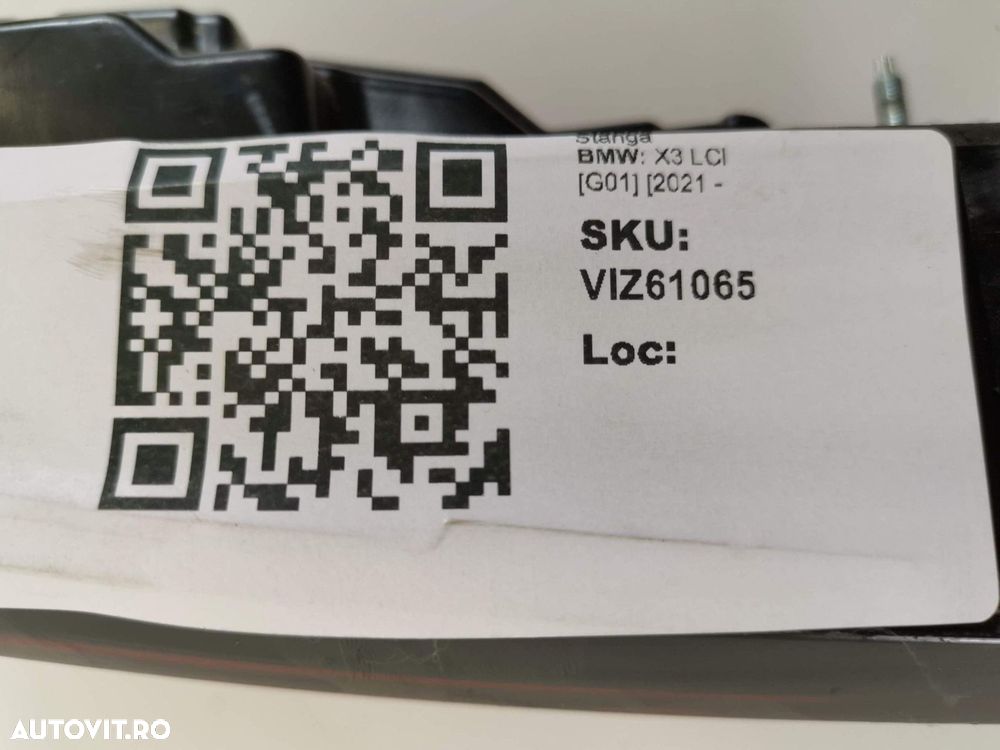 Stanga
BMW: X3 LCI
[G01] [2021 -
SKU:
VIZ61065
Loc:
AUTOVIT.RO